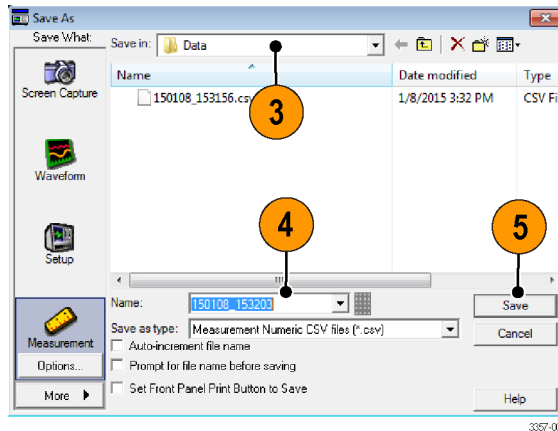 Save As
Save What:
Save in: Data
Name Date modified Type
Screen Capture
150108_153156.csv 1/8/2015 3:32 PM CSV Fi
3
Waveform
4
5
Setup
Name: 150108_153203 Save
Save as type: Measurement Numeric CSV files (*.csv) Cancel
Measurement
Auto-increment file name
Options...
Prompt for file name before saving
More
Set Front Panel Print Button to Save
Help